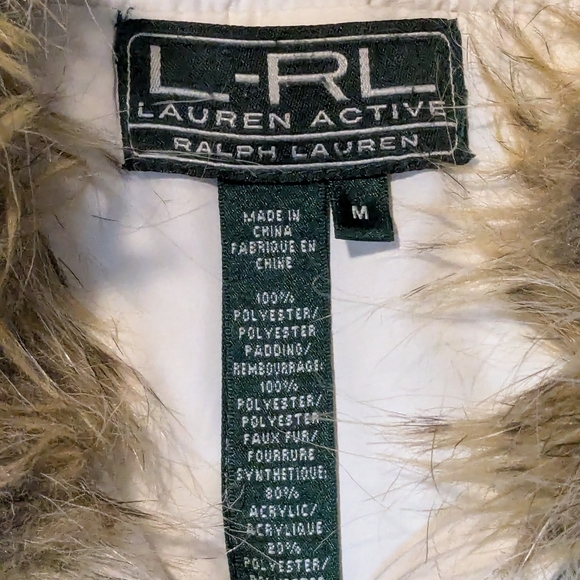 L-RL
LAUREN ACTIVE
RALPH LAUREN
M
MADE IN
CHINA
FABRIQUE EN
CHINE
100%
POLYESTER/
POLYESTER
PADDING/
REMBOURRAGE:
100%
POLYESTER/
POLYESTER
FAUX FUR/
FOURRURE
SYNTHETIQUE:
80%
ACRYLIC/
ACRYLIQUE
20%
POLYESTER/